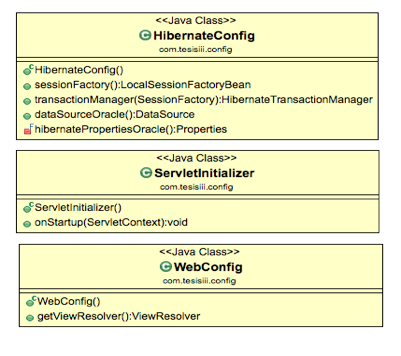 <<Java Class>>
HibernateConfig
com.tesisiii.config
HibernateConfig()
sessionFactory():LocalSessionFactoryBean
transactionManager(SessionFactory):HibernateTransactionManager
dataSourceOracle():DataSource
hibernatePropertiesOracle():Properties
<<Java Class>>
ServletInitializer
com.tesisiii.config
ServletInitializer()
onStartup(ServletContext):void
<<Java Class>>
WebConfig
com.tesisiii.config
WebConfig()
getViewResolver():ViewResolver